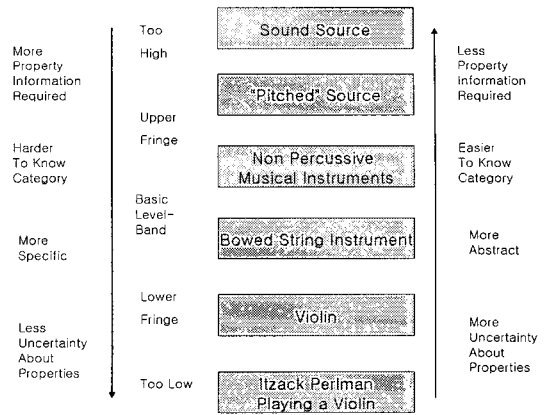 More
Property
Information
Required
Harder
To Know
Category
More
Specific
Less
Uncertainty
About
Properties
Too
High
Upper
Fringe
Basic
Level-
Band
Lower
Fringe
Too Low
Sound Source
"Pitched" Source
Non Percussive
Musical Instruments
Bowed String Instrument
Violin
Itzack Perlman
Playing a Violin
Less
Property
Information
Required
Easier
To Know
Category
More
Abstract
More
Uncertainty
About
Properties